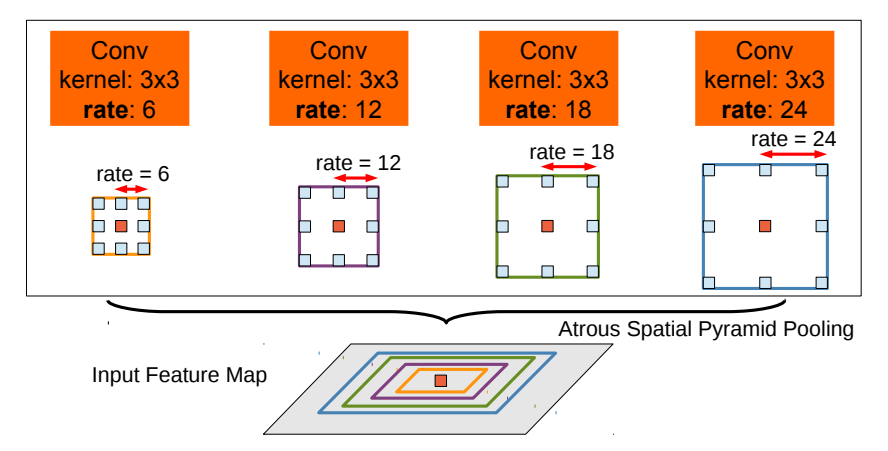 Conv
kernel: 3x3
rate: 6
Conv
kernel: 3x3
rate: 12
Conv
kernel: 3x3
rate: 18
Conv
kernel: 3x3
rate: 24
rate = 6
rate = 12
rate = 18
rate = 24
Atrous Spatial Pyramid Pooling
Input Feature Map